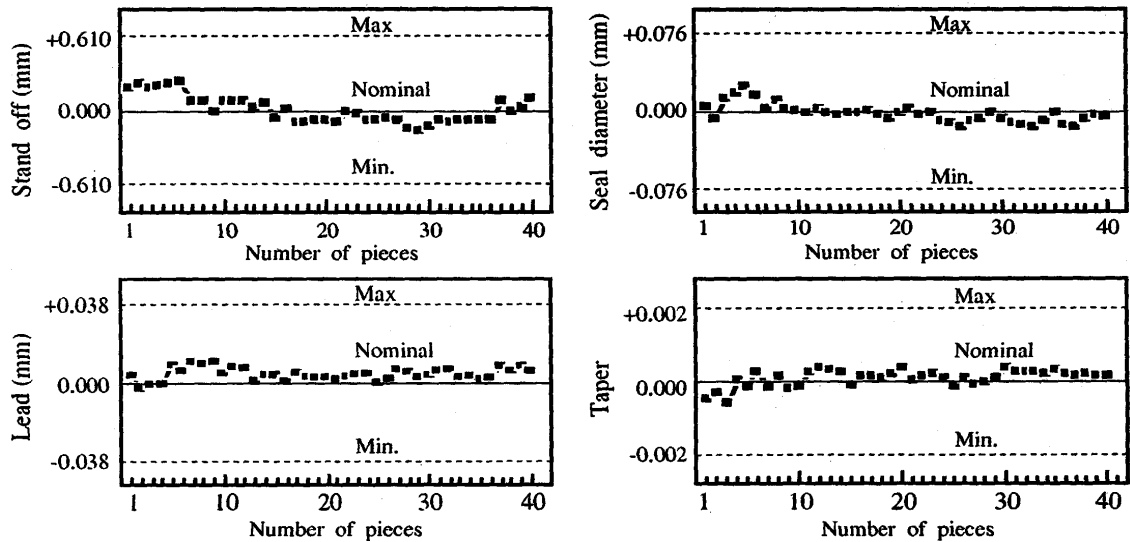 Stand off (mm)
+0.610
0.000
-0.610
Max
Nominal
Min.
1 10 20 30 40
Number of pieces
Seal diameter (mm)
+0.076
0.000
-0.076
Max
Nominal
Min.
1 10 20 30 40
Number of pieces
Lead (mm)
+0.038
0.000
-0.038
Max
Nominal
Min.
1 10 20 30 40
Number of pieces
Taper
+0.002
0.000
-0.002
Max
Nominal
Min.
1 10 20 30 40
Number of pieces